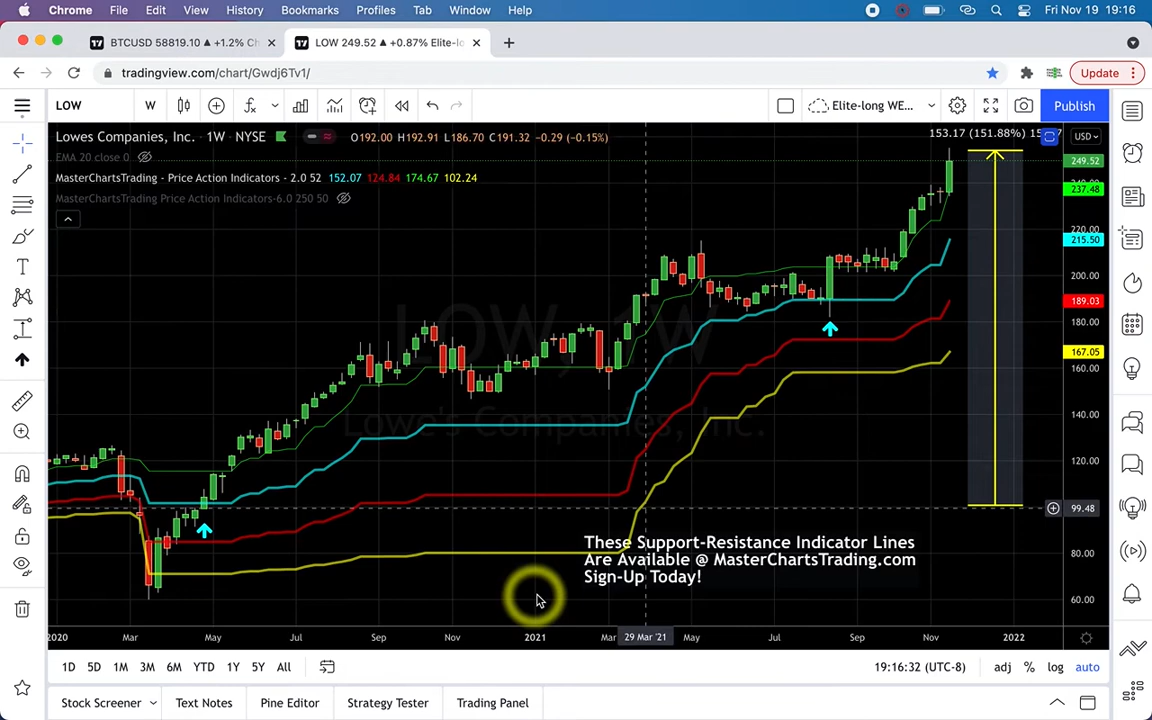 Chrome File Edit View History Bookmarks Profiles Tab Window Help Fri Nov 19 19:16
BTCUSD 58819.10 ▲ +1.2% Ch
LOW 249.52 ▲ +0.87% Elite-lo
tradingview.com/chart/Gwdj6Tv1/
Update
LOW W Elite-long WE... Publish
Lowes Companies, Inc. · 1W · NYSE O192.00 H192.91 L186.70 C191.32 -0.29 (-0.15%)
153.17 (151.88%)
USD
EMA 20 close 0
MasterChartsTrading - Price Action Indicators - 2.0 52 152.07 124.84 174.67 102.24
MasterChartsTrading Price Action Indicators-6.0 250 50
249.52
237.48
220.00
215.50
200.00
189.03
180.00
167.05
160.00
140.00
120.00
99.48
80.00
60.00
LOW, 1W
Lowe's Companies, Inc.
These Support-Resistance Indicator Lines
Are Available @ MasterChartsTrading.com
Sign-Up Today!
2020 Mar May Jul Sep Nov 2021 Mar 29 Mar '21 May Jul Sep Nov 2022
1D 5D 1M 3M 6M YTD 1Y 5Y All 19:16:32 (UTC-8) adj % log auto
Stock Screener Text Notes Pine Editor Strategy Tester Trading Panel